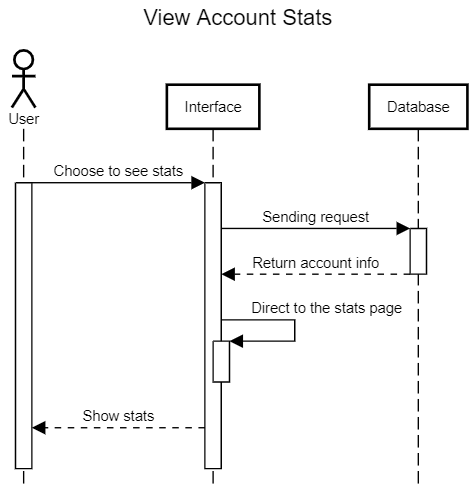 View Account Stats
User
Interface
Database
Choose to see stats
Sending request
Return account info
Direct to the stats page
Show stats